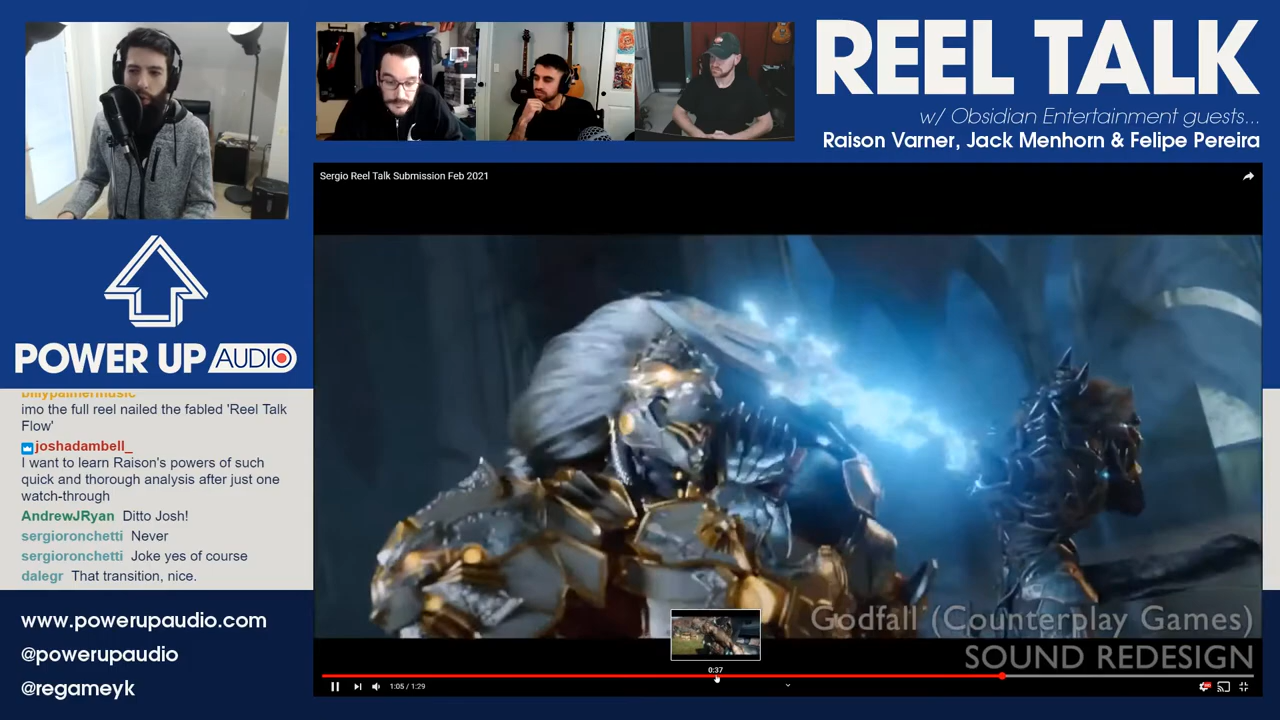 REEL TALK
w/ Obsidian Entertainment guests...
Raison Varner, Jack Menhorn & Felipe Pereira
Sergio Reel Talk Submission Feb 2021
POWER UP AUDIO
billypalmermusic
imo the full reel nailed the fabled 'Reel Talk
Flow'
joshadambell_
I want to learn Raison's powers of such
quick and thorough analysis after just one
watch-through
AndrewJRyan Ditto Josh!
sergioronchetti Never
sergioronchetti Joke yes of course
dalegr That transition, nice.
www.powerupaudio.com
@powerupaudio
@regameyk
Godfall (Counterplay Games)
SOUND REDESIGN
0:37
1:05 / 1:29